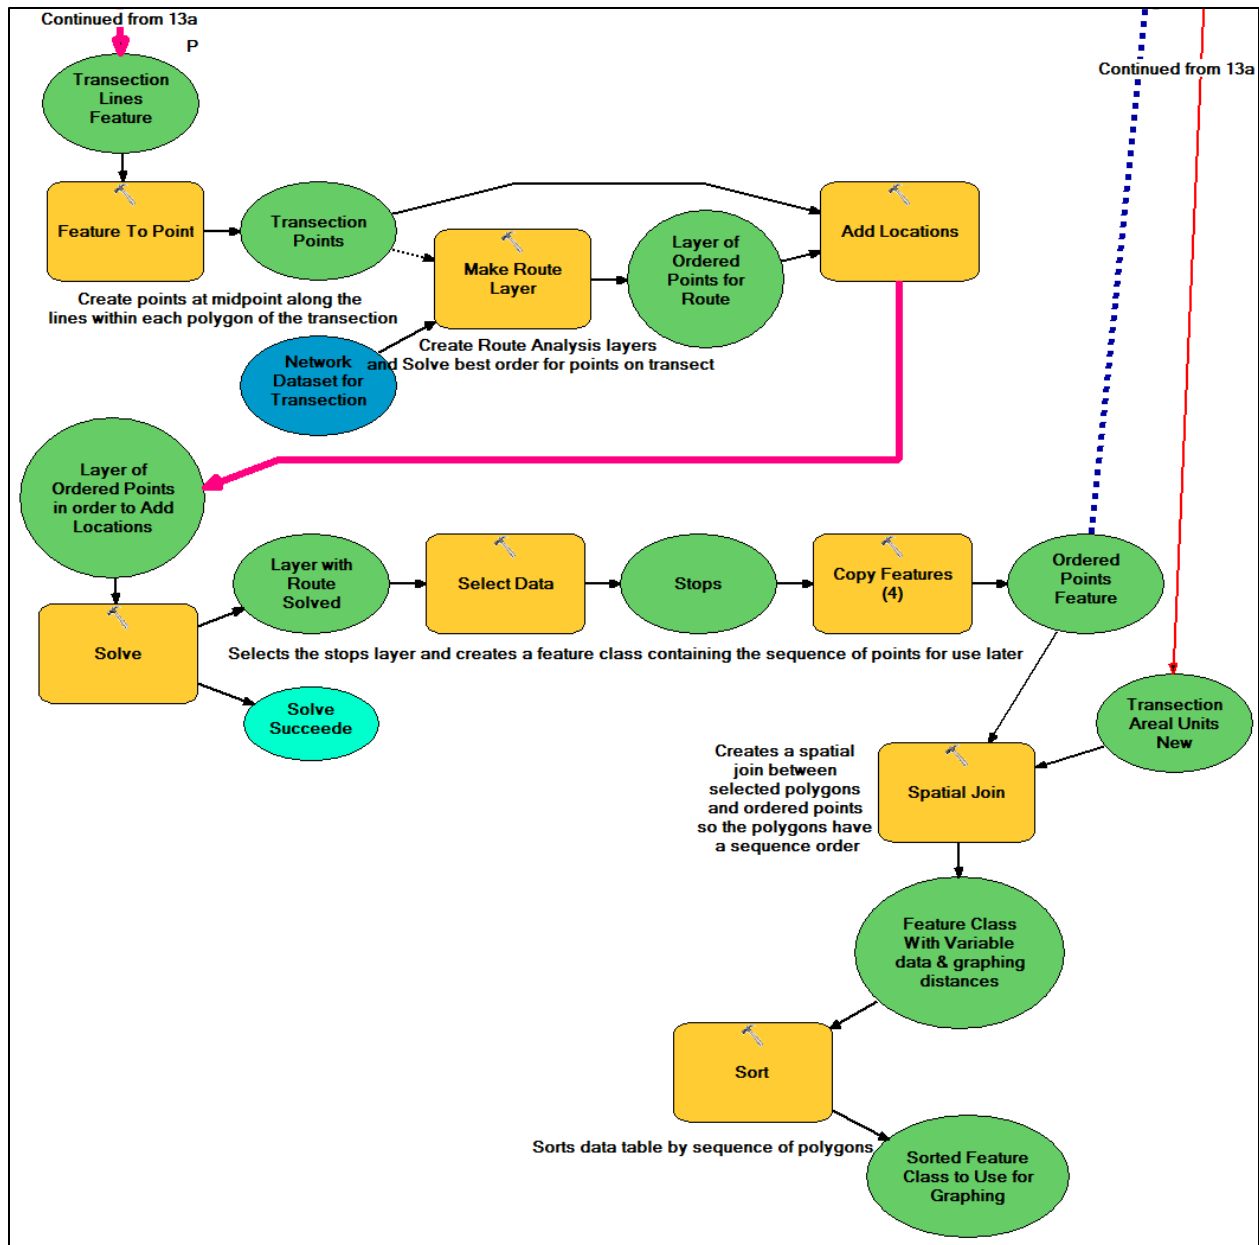 Continued from 13a
P
Transection
Lines
Feature
Continued from 13a
Feature To Point
Transection
Points
Make Route
Layer
Layer of
Ordered
Points for
Route
Add Locations
Create points at midpoint along the
lines within each polygon of the transection
Create Route Analysis layers
and Solve best order for points on transect
Network
Dataset for
Transection
Layer of
Ordered Points
in order to Add
Locations
Solve
Layer with
Route
Solved
Select Data
Stops
Copy Features
(4)
Ordered
Points
Feature
Selects the stops layer and creates a feature class containing the sequence of points for use later
Solve
Succeede
Transection
Areal Units
New
Creates a spatial
join between
selected polygons
and ordered points
so the polygons have
a sequence order
Spatial Join
Feature Class
With Variable
data & graphing
distances
Sort
Sorts data table by sequence of polygons
Sorted Feature
Class to Use for
Graphing